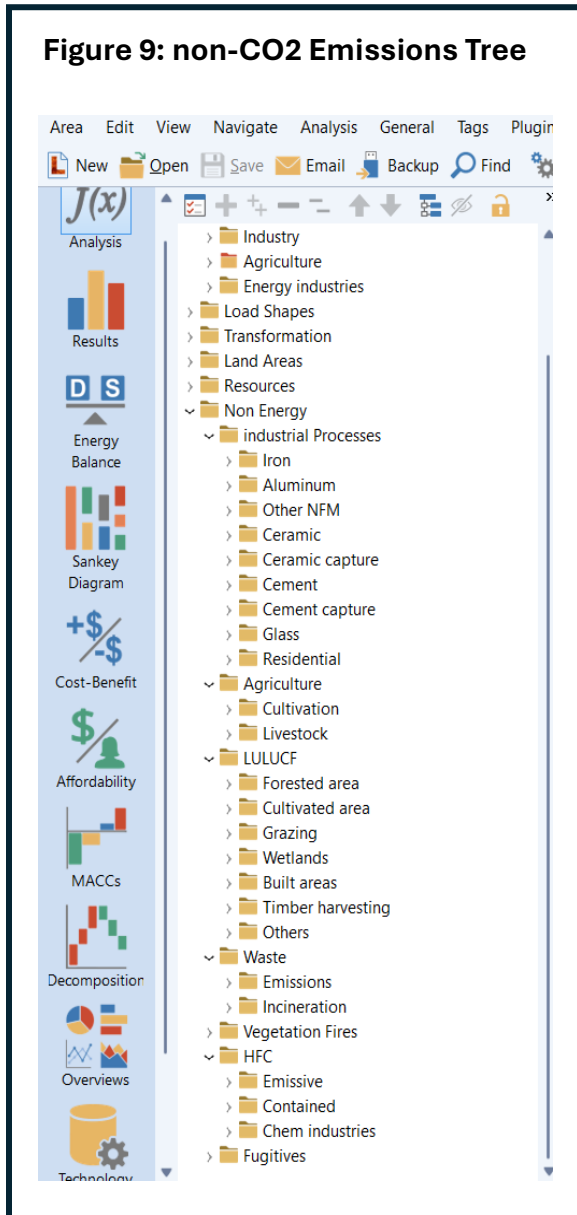 Figure 9: non-CO2 Emissions Tree
Area Edit View Navigate Analysis General Tags Plugin
New Open Save Email Backup Find
f(x)
Analysis
Results
D S
Energy
Balance
Sankey
Diagram
+$
-$
Cost-Benefit
$
Affordability
MACCs
Decomposition
Overviews
Technology
Industry
Agriculture
Energy industries
Load Shapes
Transformation
Land Areas
Resources
Non Energy
industrial Processes
Iron
Aluminum
Other NFM
Ceramic
Ceramic capture
Cement
Cement capture
Glass
Residential
Agriculture
Cultivation
Livestock
LULUCF
Forested area
Cultivated area
Grazing
Wetlands
Built areas
Timber harvesting
Others
Waste
Emissions
Incineration
Vegetation Fires
HFC
Emissive
Contained
Chem industries
Fugitives